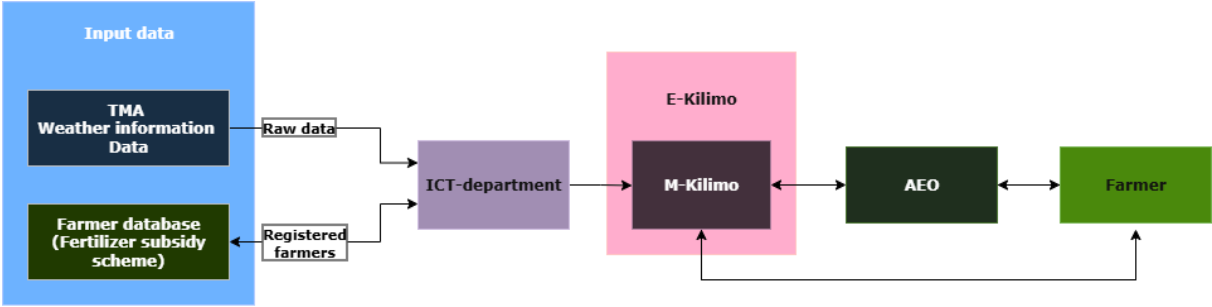 Input data
TMA
Weather information
Data
Raw data
Farmer database
(Fertilizer subsidy
scheme)
Registered
farmers
ICT-department
E-Kilimo
M-Kilimo
AEO
Farmer